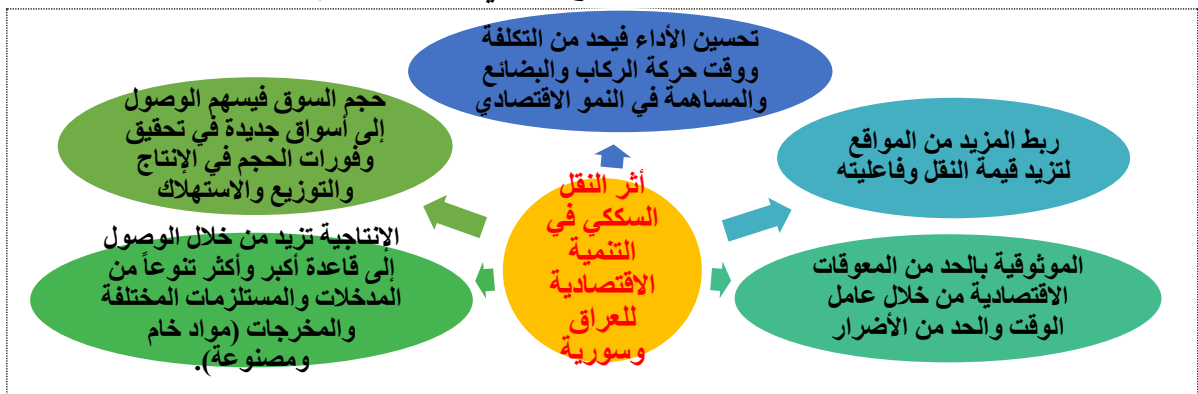 تحسين الأداء فيحد من التكلفة
ووقت حركة الركاب والبضائع
والمساهمة في النمو الاقتصادي
ربط المزيد من المواقع
لتزيد قيمة النقل وفاعليته
الموثوقية بالحد من المعوقات
الاقتصادية من خلال عامل
الوقت والحد من الأضرار
حجم السوق فيسهم الوصول
إلى أسواق جديدة في تحقيق
وفورات الحجم في الإنتاج
والتوزيع والاستهلاك
الإنتاجية تزيد من خلال الوصول
إلى قاعدة أكبر وأكثر تنوعاً من
المدخلات والمستلزمات المختلفة
والمخرجات (مواد خام
ومصنوعة).
أثر النقل
السككي في
التنمية
الاقتصادية
للعراق
وسورية